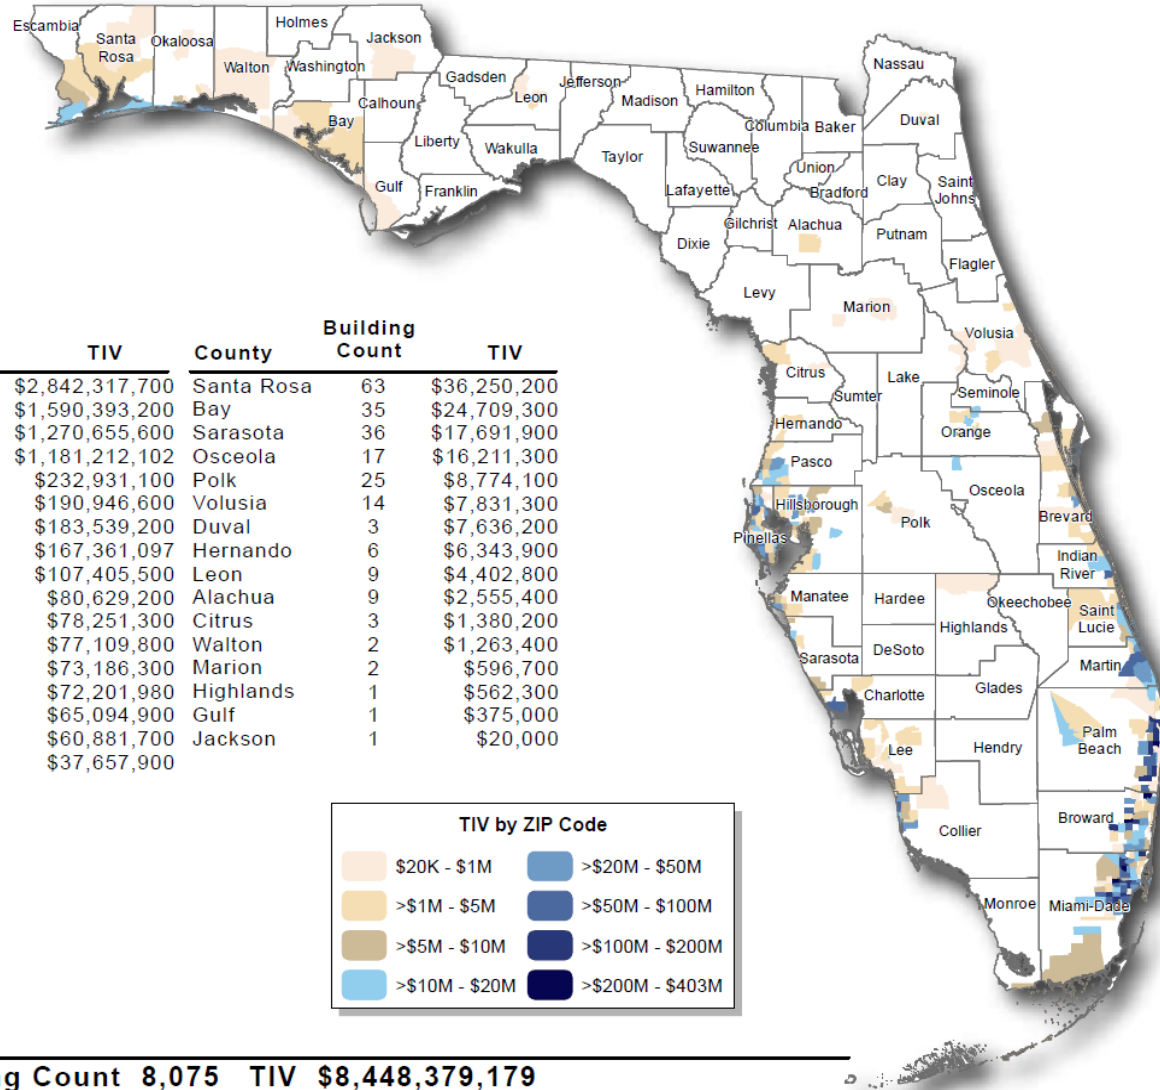 Escambia
Santa Rosa
Okaloosa
Walton
Holmes
Washington
Jackson
Bay
Calhoun
Gulf
Liberty
Gadsden
Franklin
Leon
Wakulla
Jefferson
Madison
Taylor
Hamilton
Suwannee
Lafayette
Columbia
Baker
Nassau
Duval
Union
Bradford
Clay
Saint Johns
Gilchrist
Alachua
Putnam
Dixie
Flagler
Levy
Marion
Volusia
Citrus
Lake
Sumter
Seminole
Hernando
Orange
Pasco
Osceola
Hillsborough
Polk
Brevard
Pinellas
Indian River
Manatee
Hardee
Okeechobee
Saint Lucie
Highlands
Sarasota
DeSoto
Martin
Charlotte
Glades
Palm Beach
Lee
Hendry
Broward
Collier
Monroe
Miami-Dade
TIV County Building Count TIV
$2,842,317,700 Santa Rosa 63 $36,250,200
$1,590,393,200 Bay 35 $24,709,300
$1,270,655,600 Sarasota 36 $17,691,900
$1,181,212,102 Osceola 17 $16,211,300
$232,931,100 Polk 25 $8,774,100
$190,946,600 Volusia 14 $7,831,300
$183,539,200 Duval 3 $7,636,200
$167,361,097 Hernando 6 $6,343,900
$107,405,500 Leon 9 $4,402,800
$80,629,200 Alachua 9 $2,555,400
$78,251,300 Citrus 3 $1,380,200
$77,109,800 Walton 2 $1,263,400
$73,186,300 Marion 2 $596,700
$72,201,980 Highlands 1 $562,300
$65,094,900 Gulf 1 $375,000
$60,881,700 Jackson 1 $20,000
$37,657,900
TIV by ZIP Code
$20K - $1M >$20M - $50M
>$1M - $5M >$50M - $100M
>$5M - $10M >$100M - $200M
>$10M - $20M >$200M - $403M
ng Count 8,075 TIV $8,448,379,179